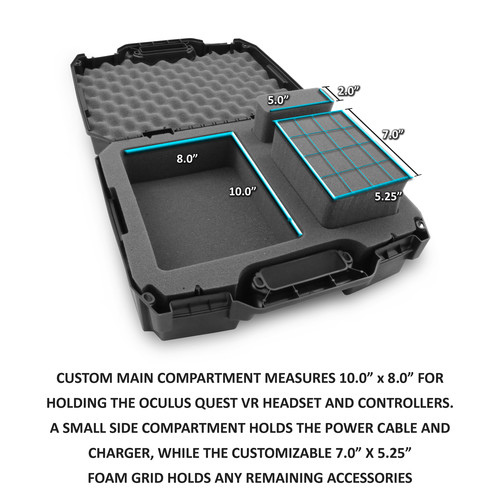 2.0”
5.0”
7.0”
8.0”
10.0”
5.25”
CUSTOM MAIN COMPARTMENT MEASURES 10.0” x 8.0” FOR
HOLDING THE OCULUS QUEST VR HEADSET AND CONTROLLERS.
A SMALL SIDE COMPARTMENT HOLDS THE POWER CABLE AND
CHARGER, WHILE THE CUSTOMIZABLE 7.0” X 5.25”
FOAM GRID HOLDS ANY REMAINING ACCESSORIES